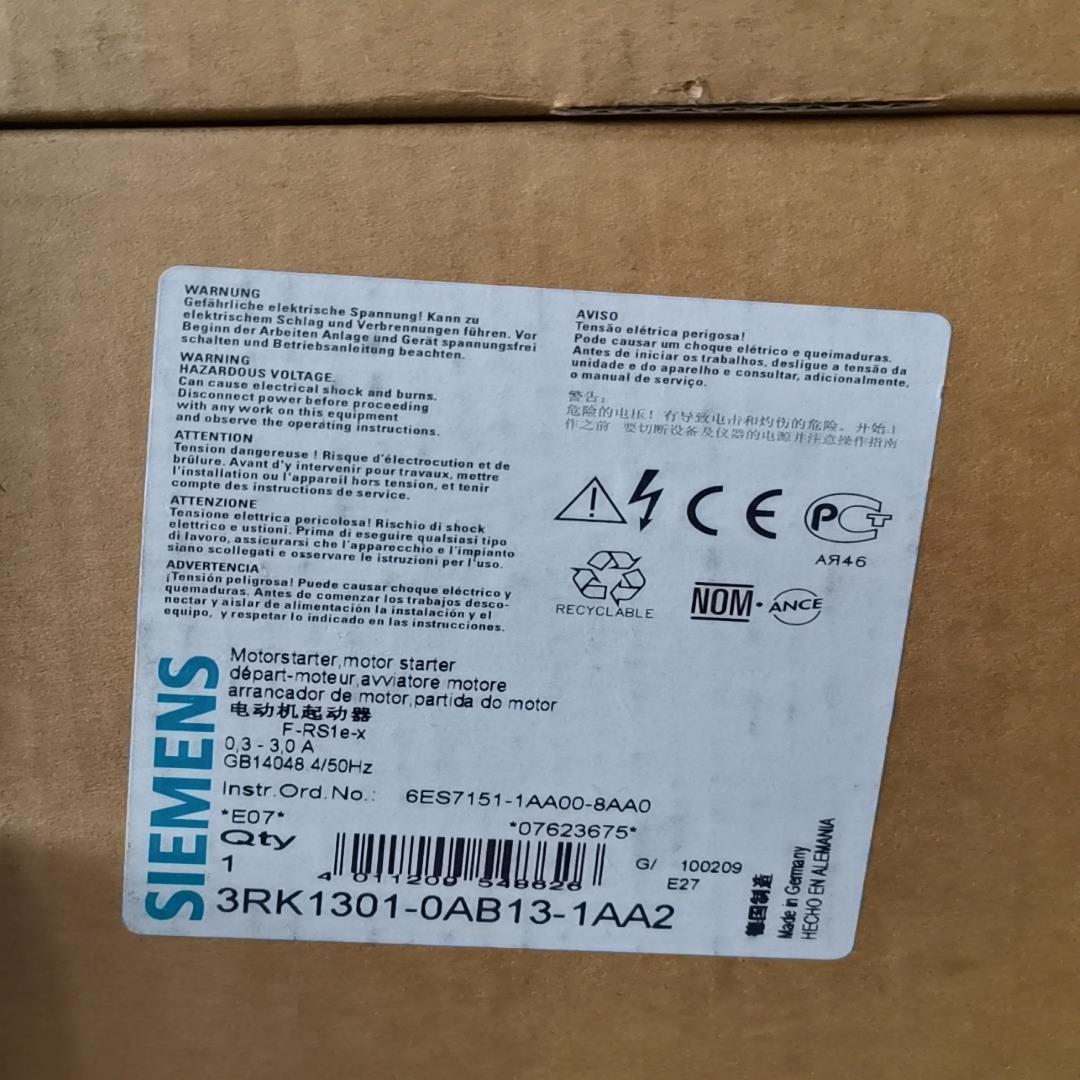 WARNUNG
Gefährliche elektrische Spannung! Kann zu
elektrischem Schlag und Verbrennungen führen. Vor
Beginn der Arbeiten Anlage und Gerät spannungsfrei
schalten und Betriebsanleitung beachten.
WARNING
HAZARDOUS VOLTAGE.
Can cause electrical shock and burns.
Disconnect power before proceeding
with any work on this equipment
and observe the operating instructions.
ATTENTION
Tension dangereuse ! Risque d'électrocution et de
brûlure. Avant d'y intervenir pour travaux, mettre
l'installation ou l'appareil hors tension, et tenir
compte des instructions de service.
ATTENZIONE
Tensione elettrica pericolosa! Rischio di shock
elettrico e ustioni. Prima di eseguire qualsiasi tipo
di lavoro, assicurarsi che l'apparecchio e l'impianto
siano scollegati e osservare le istruzioni per l'uso.
ADVERTENCIA
¡Tensión peligrosa! Puede causar choque eléctrico y
quemaduras. Antes de comenzar los trabajos desco-
nectar y aislar de alimentación la instalación y el
equipo, y respetar lo indicado en las instrucciones.
AVISO
Tensão elétrica perigosa!
Pode causar um choque elétrico e queimaduras.
Antes de iniciar os trabalhos, desligue a tensão da
unidade e do aparelho e consultar, adicionalmente,
o manual de serviço.
警告:
危险的电压! 有导致电击和灼伤的危险。开始工
作之前 要切断设备及仪器的电源并注意操作指南
CE
PCT
АЯ46
RECYCLABLE
NOM · ANCE
SIEMENS
Motorstarter,motor starter
départ-moteur,avviatore motore
arrancador de motor,partida do motor
电动机起动器
F-RS1e-x
0,3 - 3,0 A
GB14048.4/50Hz
Instr.Ord.No.: 6ES7151-1AA00-8AA0
*E07* *07623675*
Qty
1
4 011209 548626
G/ 100209
E27
3RK1301-0AB13-1AA2
德国制造
Made in Germany
HECHO EN ALEMANIA